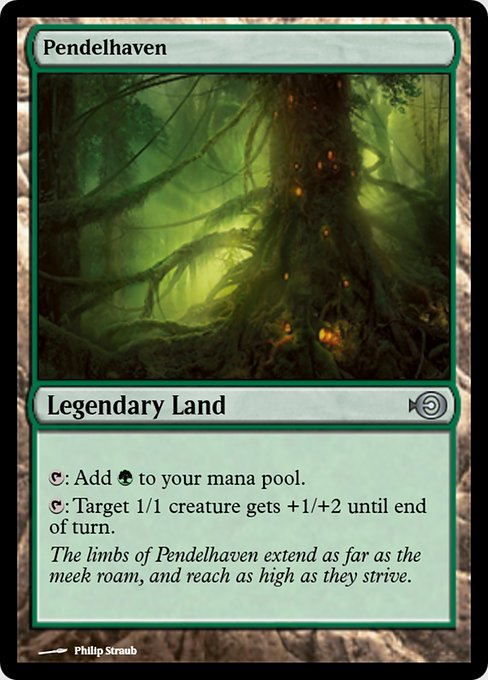 Pendelhaven
Legendary Land
: Add to your mana pool.
: Target 1/1 creature gets +1/+2 until end
of turn.
The limbs of Pendelhaven extend as far as the
meek roam, and reach as high as they strive.
Philip Straub